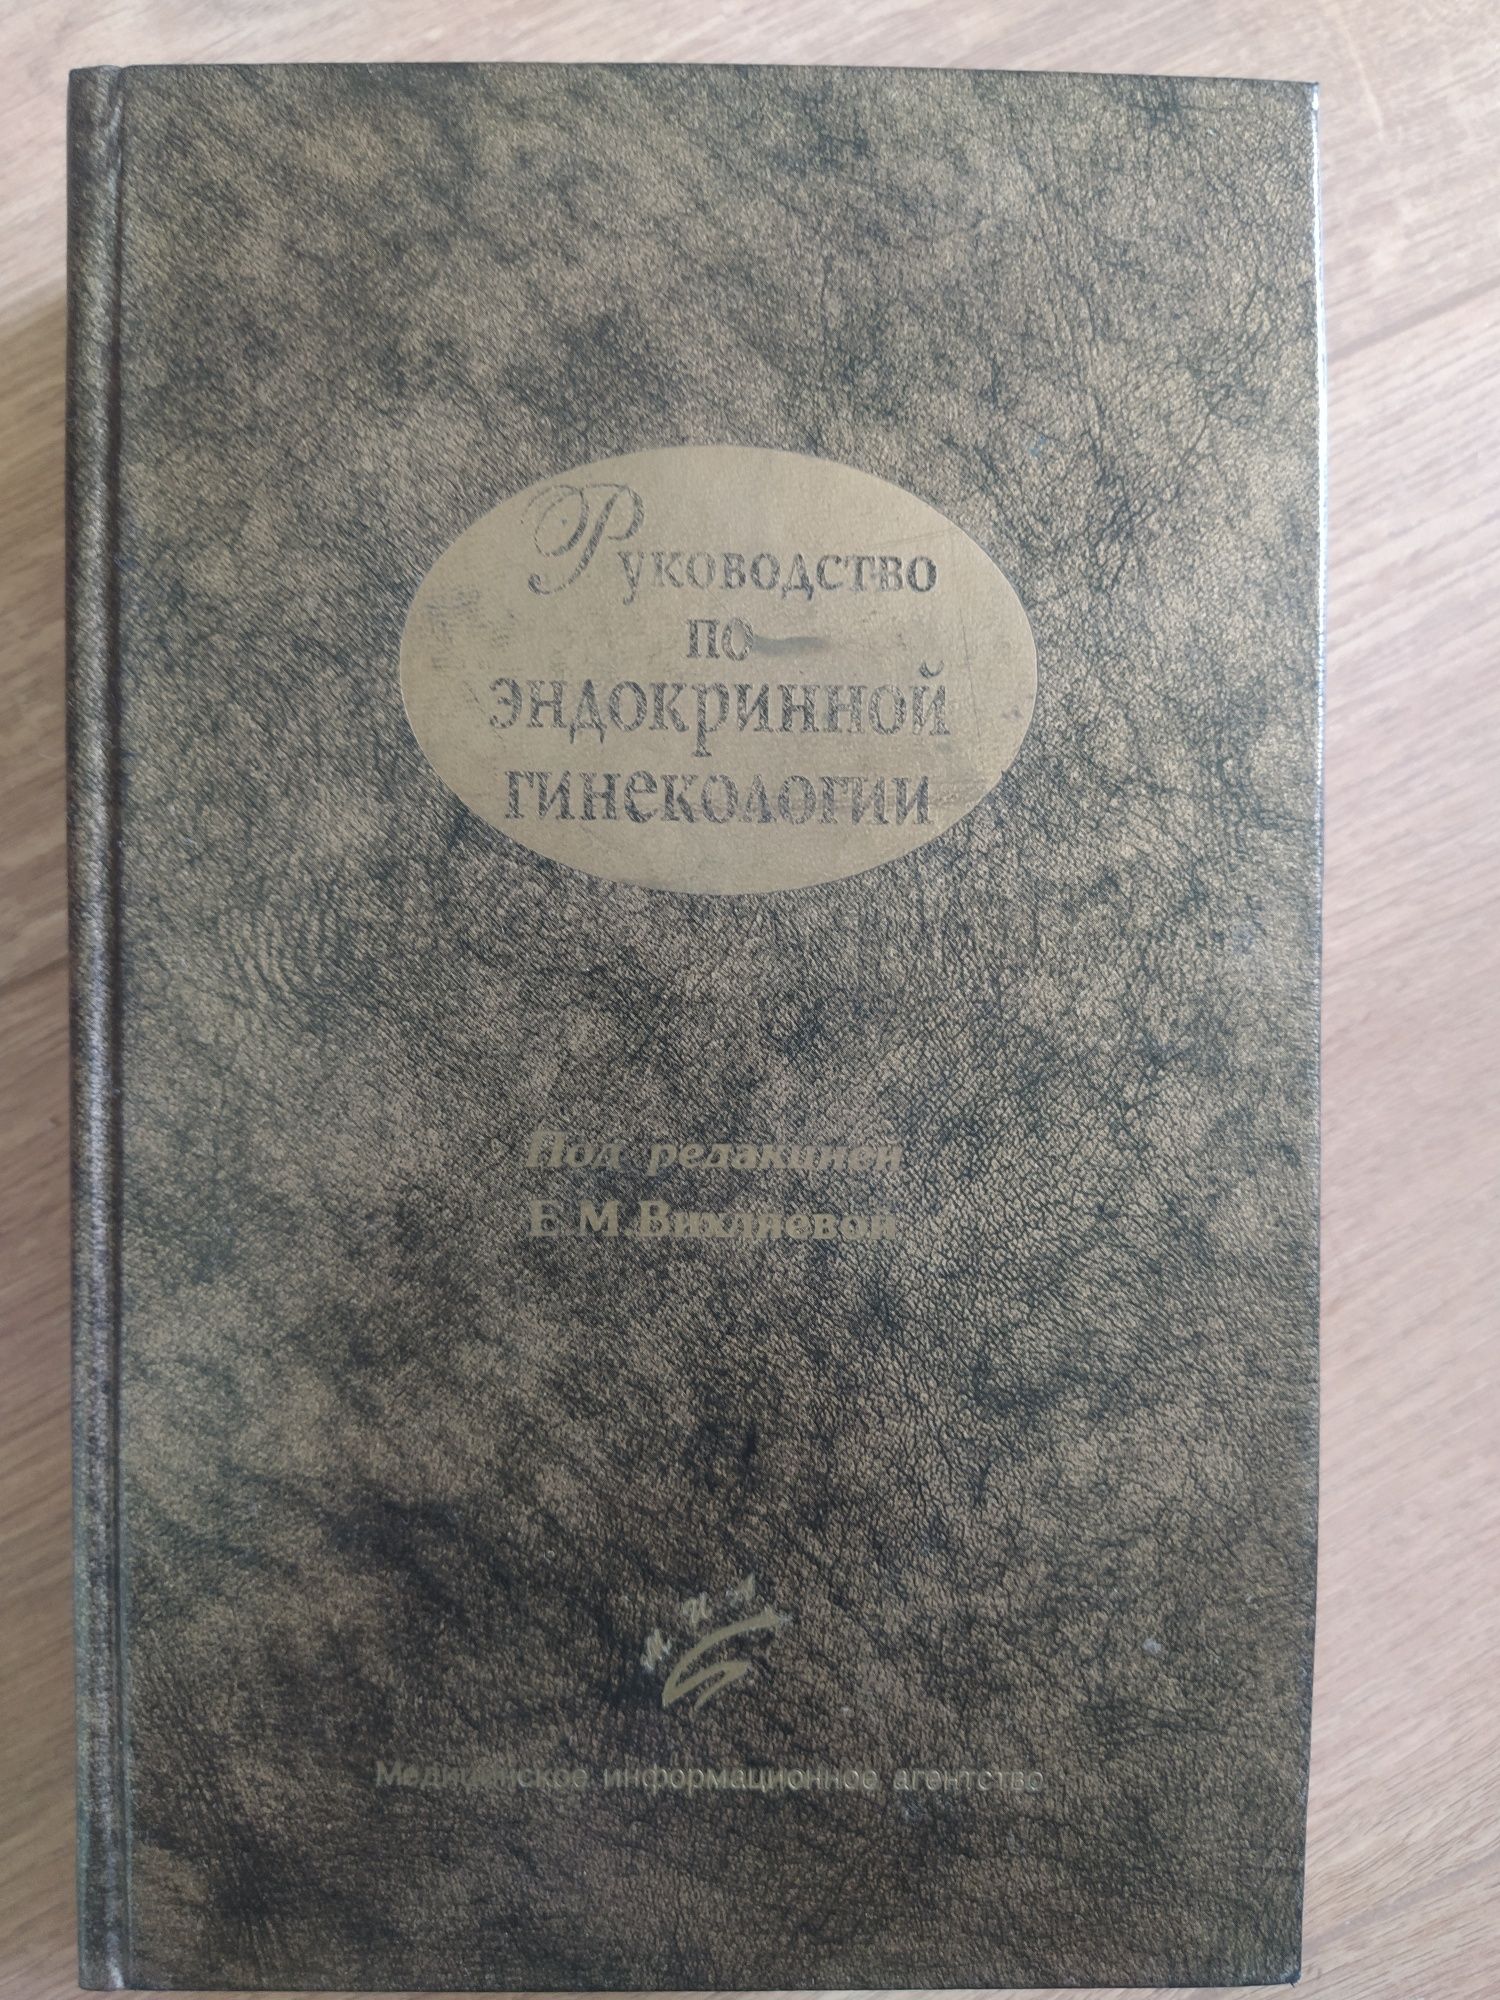 Руководство
по
эндокринной
гинекологии
Под редакцией
Е.М.Вихляевой
М И А
Медицинское информационное агентство